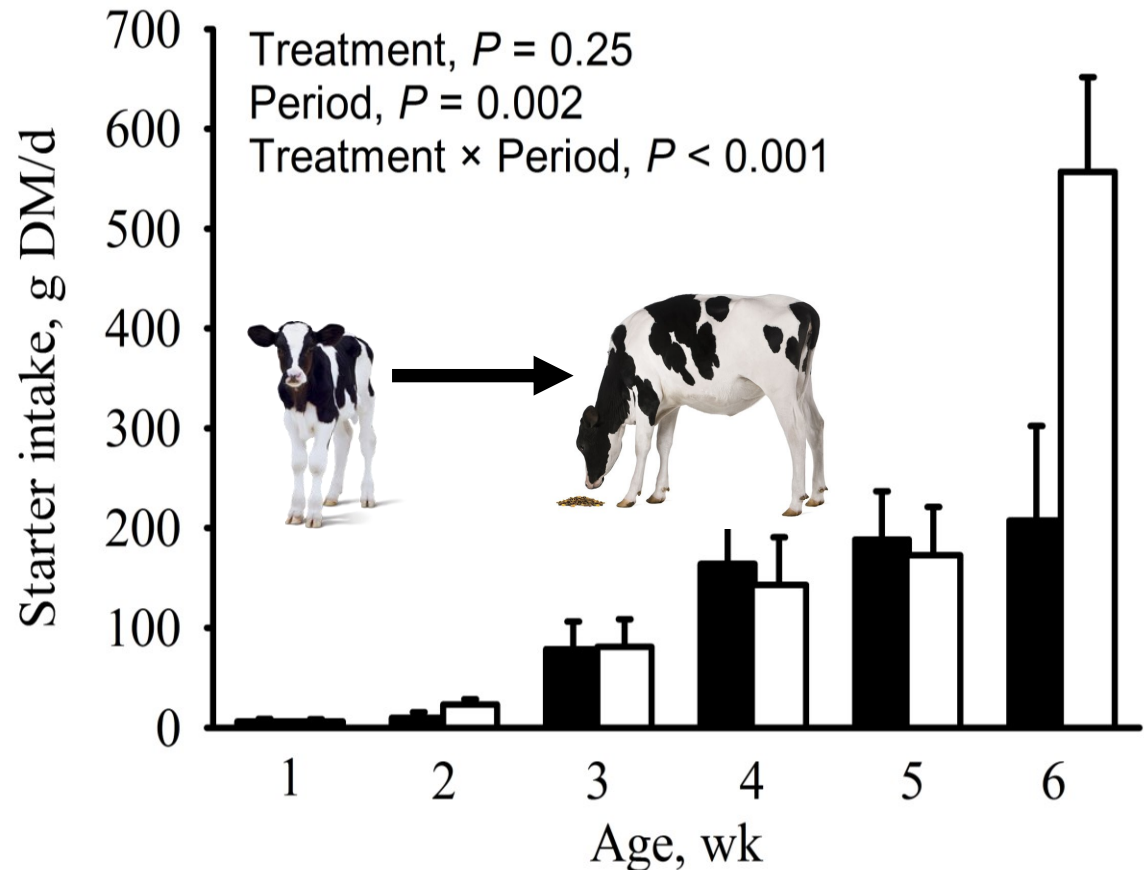 700
600
500
400
300
200
100
0
Starter intake, g DM/d
Treatment, P = 0.25
Period, P = 0.002
Treatment × Period, P < 0.001
1 2 3 4 5 6
Age, wk